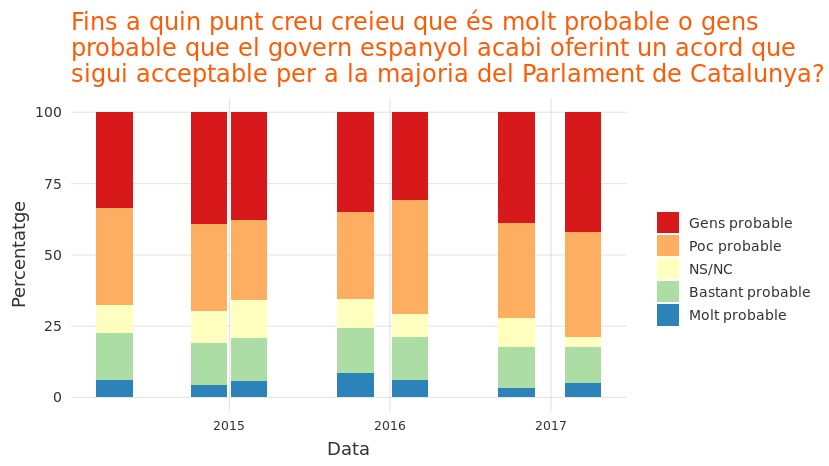 Fins a quin punt creu creieu que és molt probable o gens
probable que el govern espanyol acabi oferint un acord que
sigui acceptable per a la majoria del Parlament de Catalunya?
100
75
50
25
0
Percentatge
2015
2016
2017
Data
Gens probable
Poc probable
NS/NC
Bastant probable
Molt probable